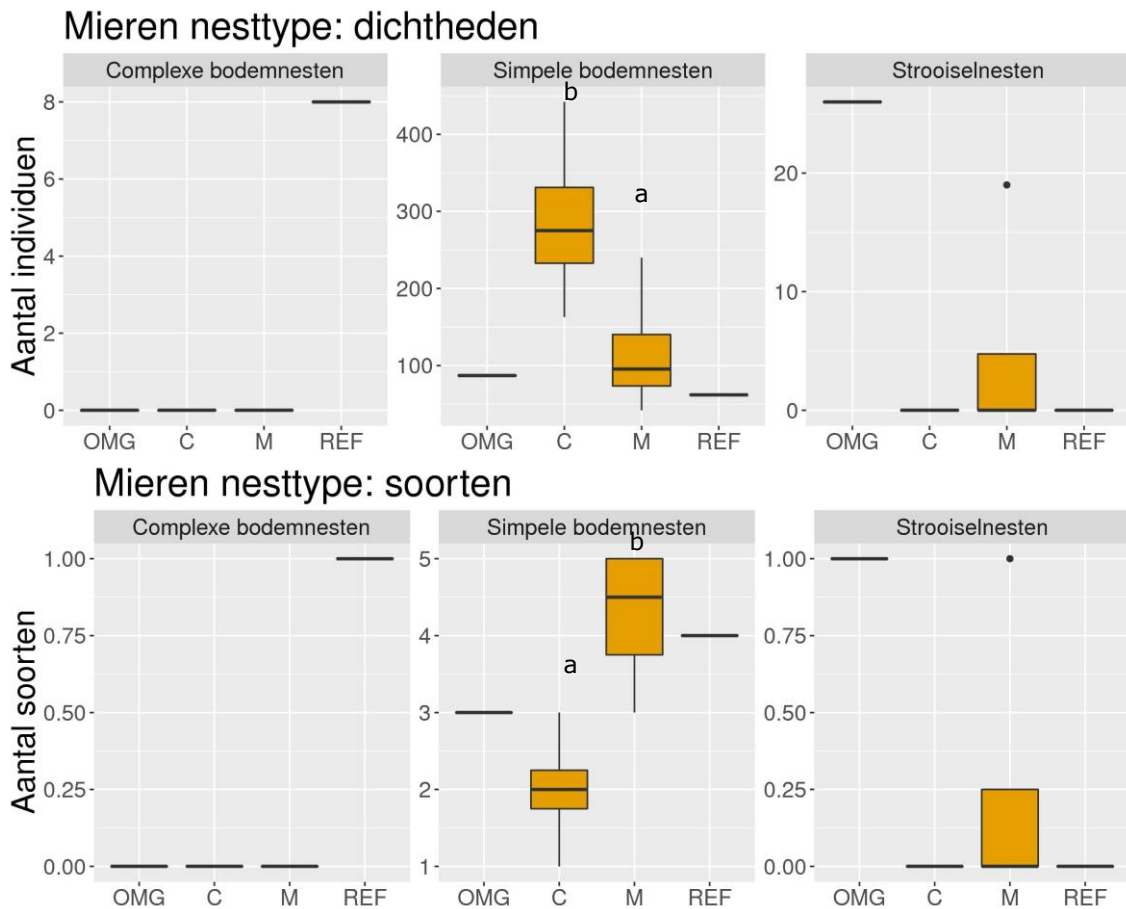 Mieren nesttype: dichtheden
Complexe bodemnesten Simpele bodemnesten Strooiselnesten
Aantal individuen
8
6
4
2
0
b
a
400
300
200
100
20
10
0
OMG C M REF OMG C M REF OMG C M REF
Mieren nesttype: soorten
Complexe bodemnesten Simpele bodemnesten Strooiselnesten
Aantal soorten
1.00
0.75
0.50
0.25
0.00
b
a
5
4
3
2
1
1.00
0.75
0.50
0.25
0.00
OMG C M REF OMG C M REF OMG C M REF